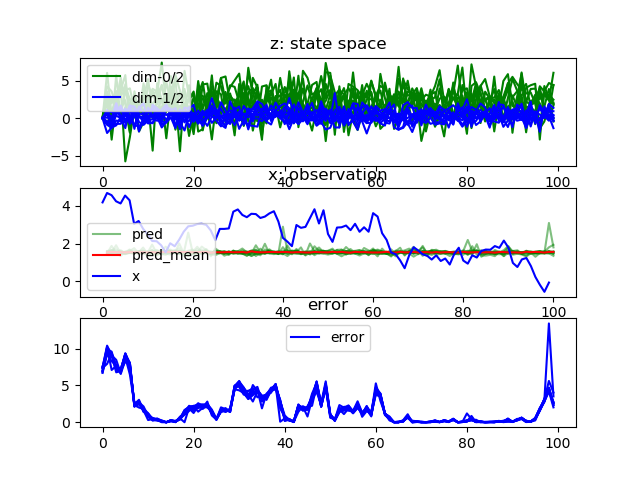 z: state space
5
0
−5
dim-0/2
dim-1/2
0 20 40 60 80 100
x: observation
4
2
0
pred
pred_mean
x
0 20 40 60 80 100
error
10
5
0
error
0 20 40 60 80 100